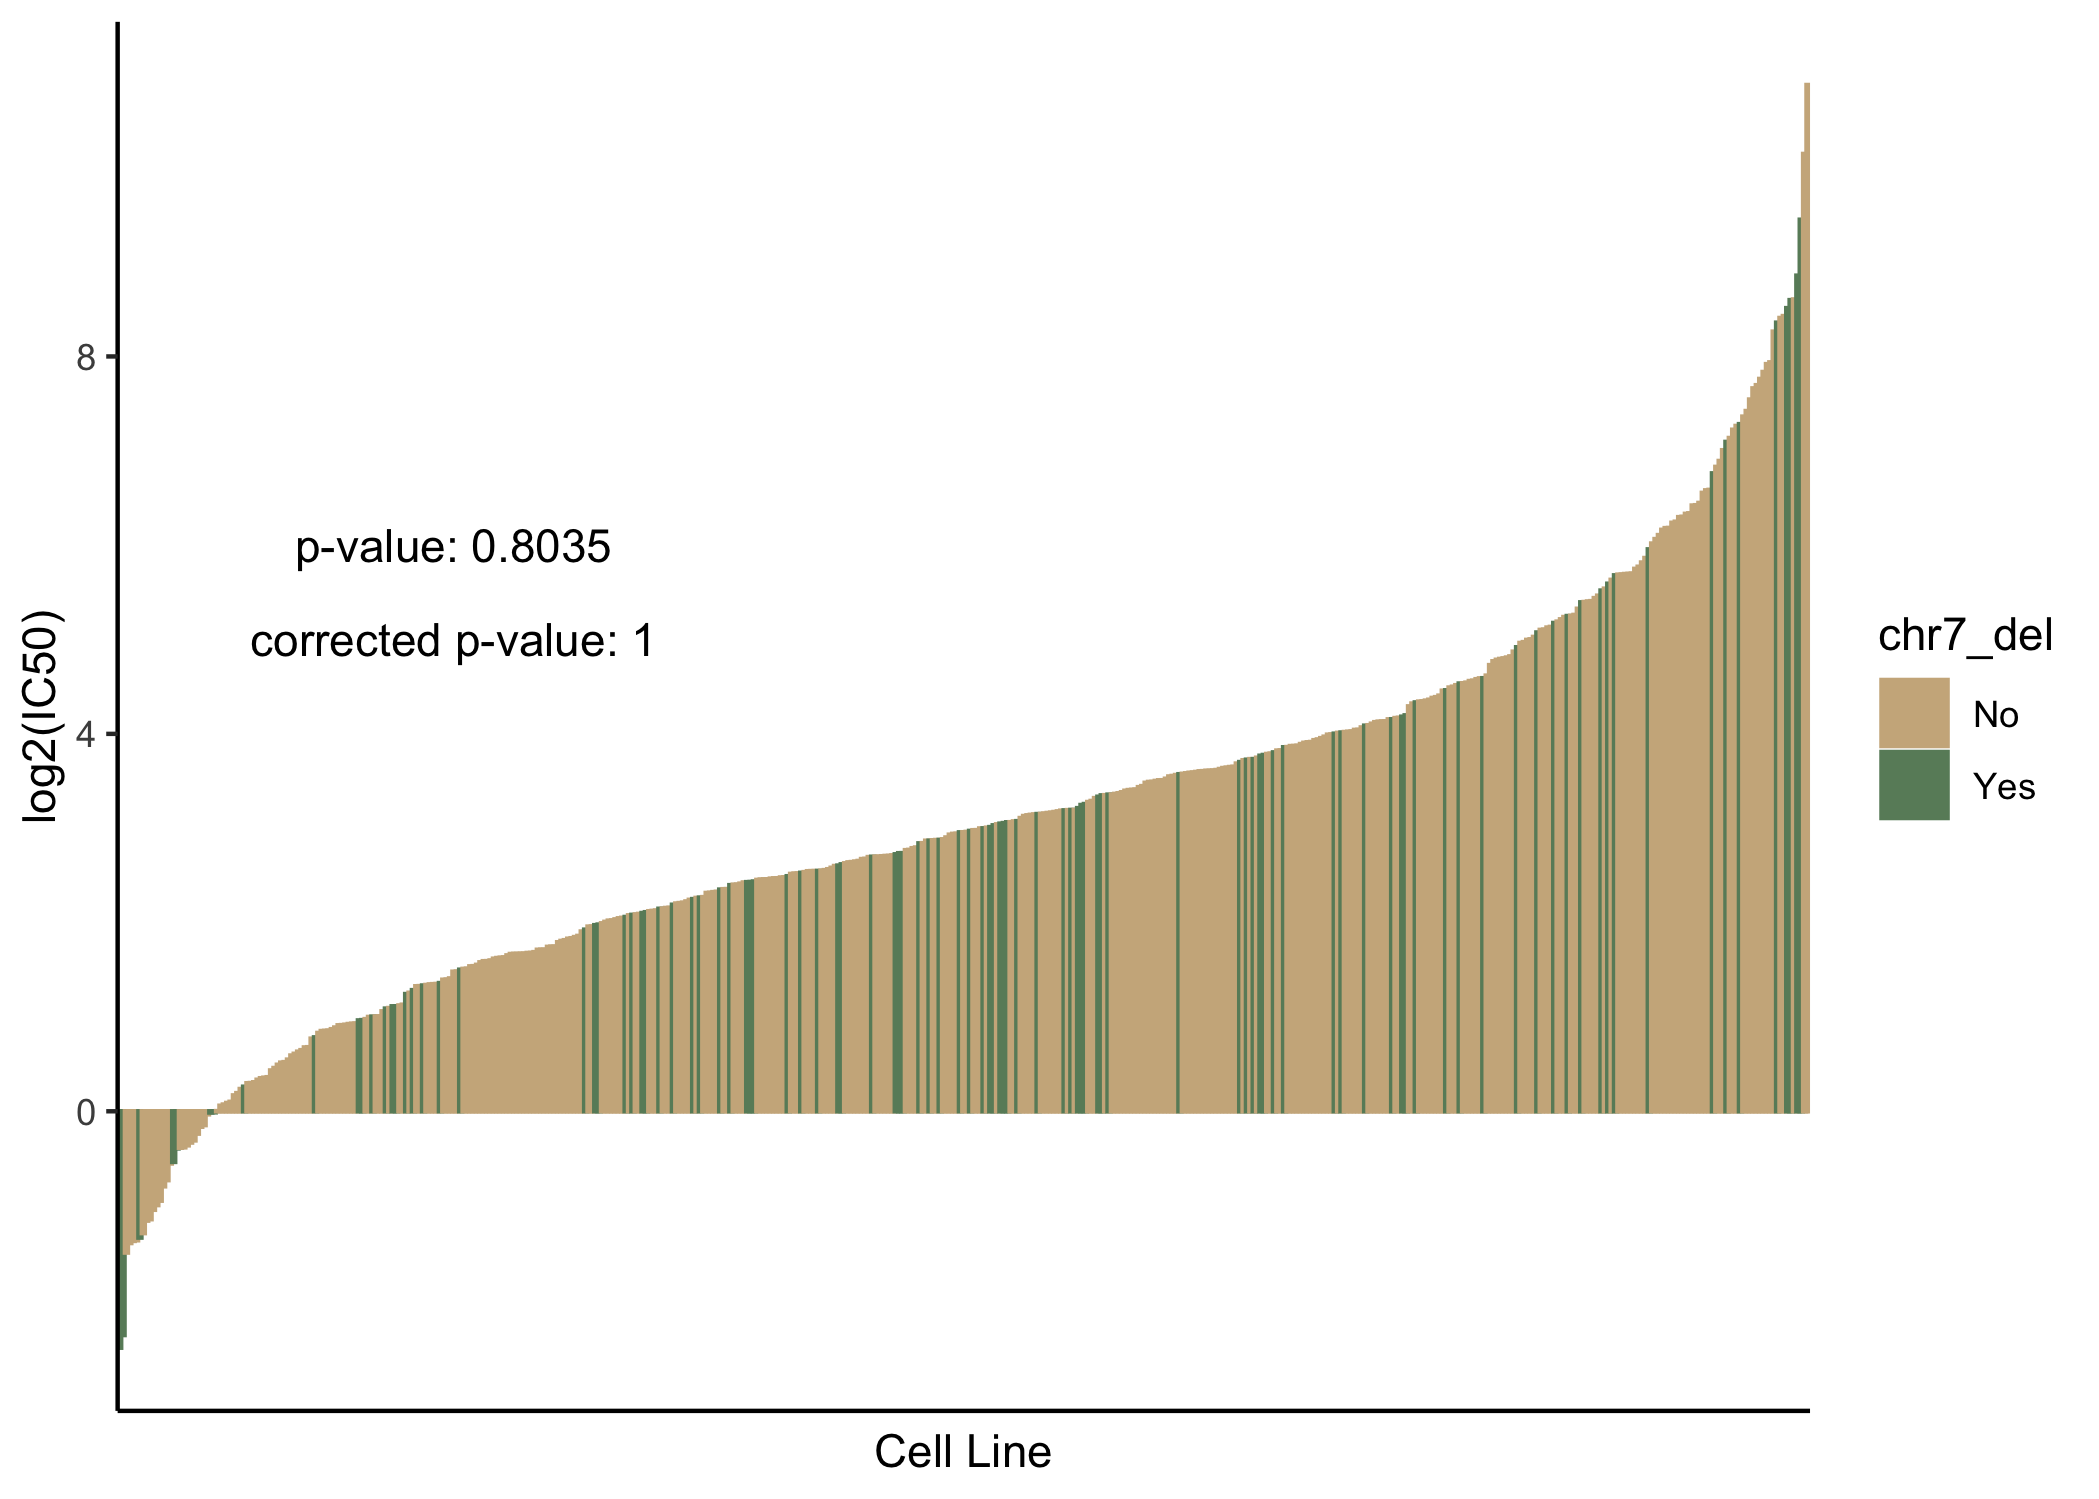 8
4
0
log2(IC50)
p-value: 0.8035
corrected p-value: 1
Cell Line
chr7_del
No
Yes